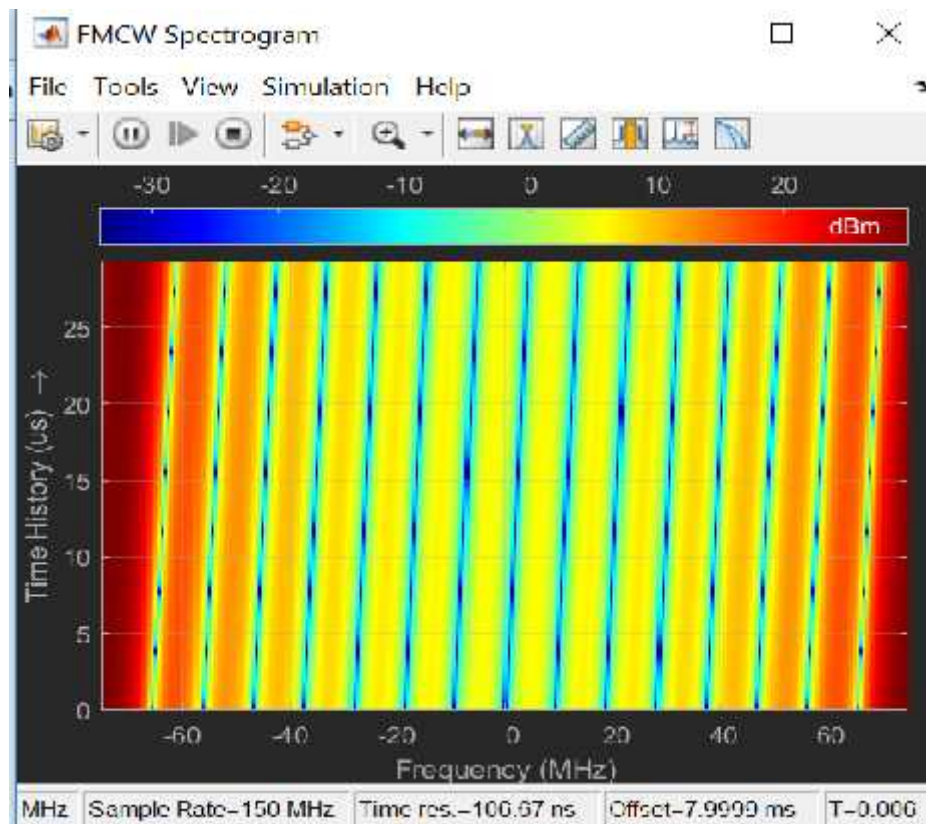 FMCW Spectrogram
File Tools View Simulation Help
-30 -20 -10 0 10 20
dBm
25
20
15
10
5
0
Time History (us) →
-60 -40 -20 0 20 40 60
Frequency (MHz)
MHz Sample Rate=150 MHz Time res.=106.67 ns Offset=7.9999 ms T=0.006